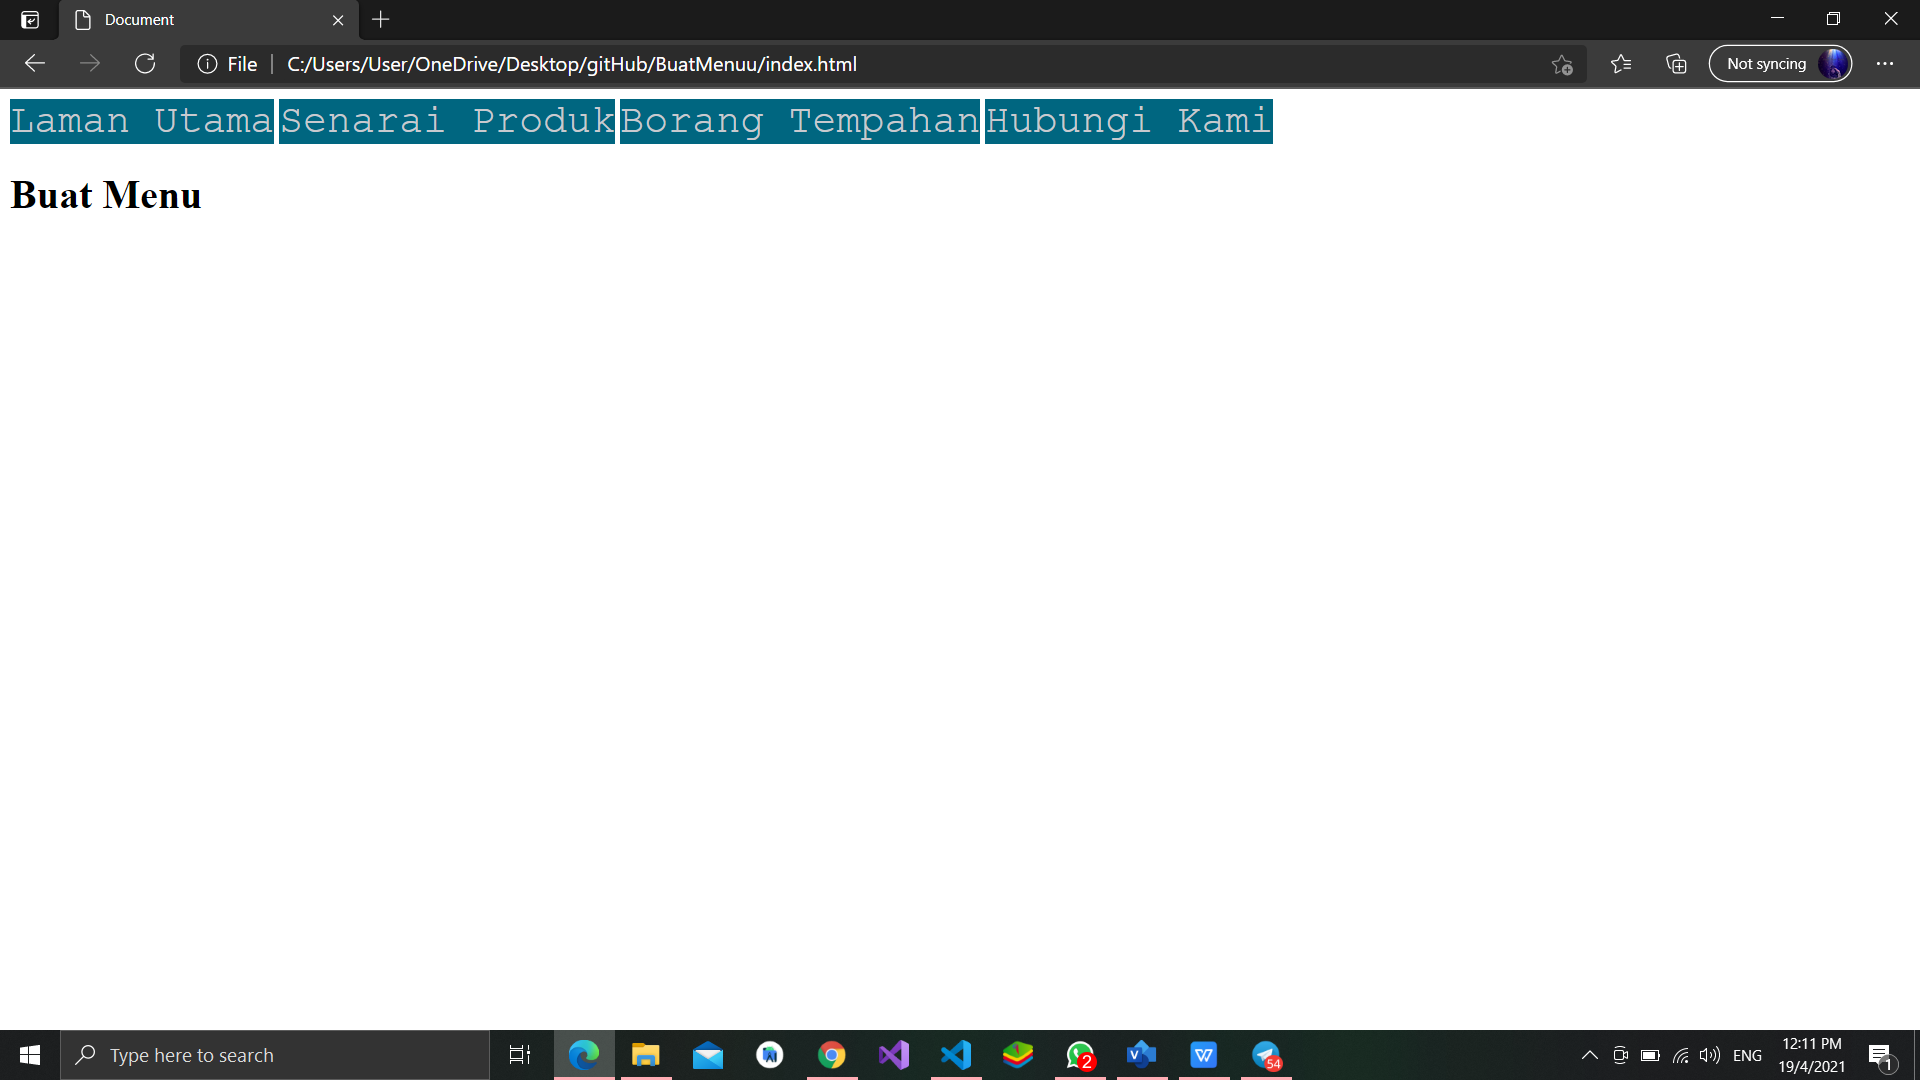 Document
File
C:/Users/User/OneDrive/Desktop/gitHub/BuatMenuu/index.html
Not syncing
Laman Utama Senarai Produk Borang Tempahan Hubungi Kami
Buat Menu
Type here to search
2
54
ENG
12:11 PM
19/4/2021
1